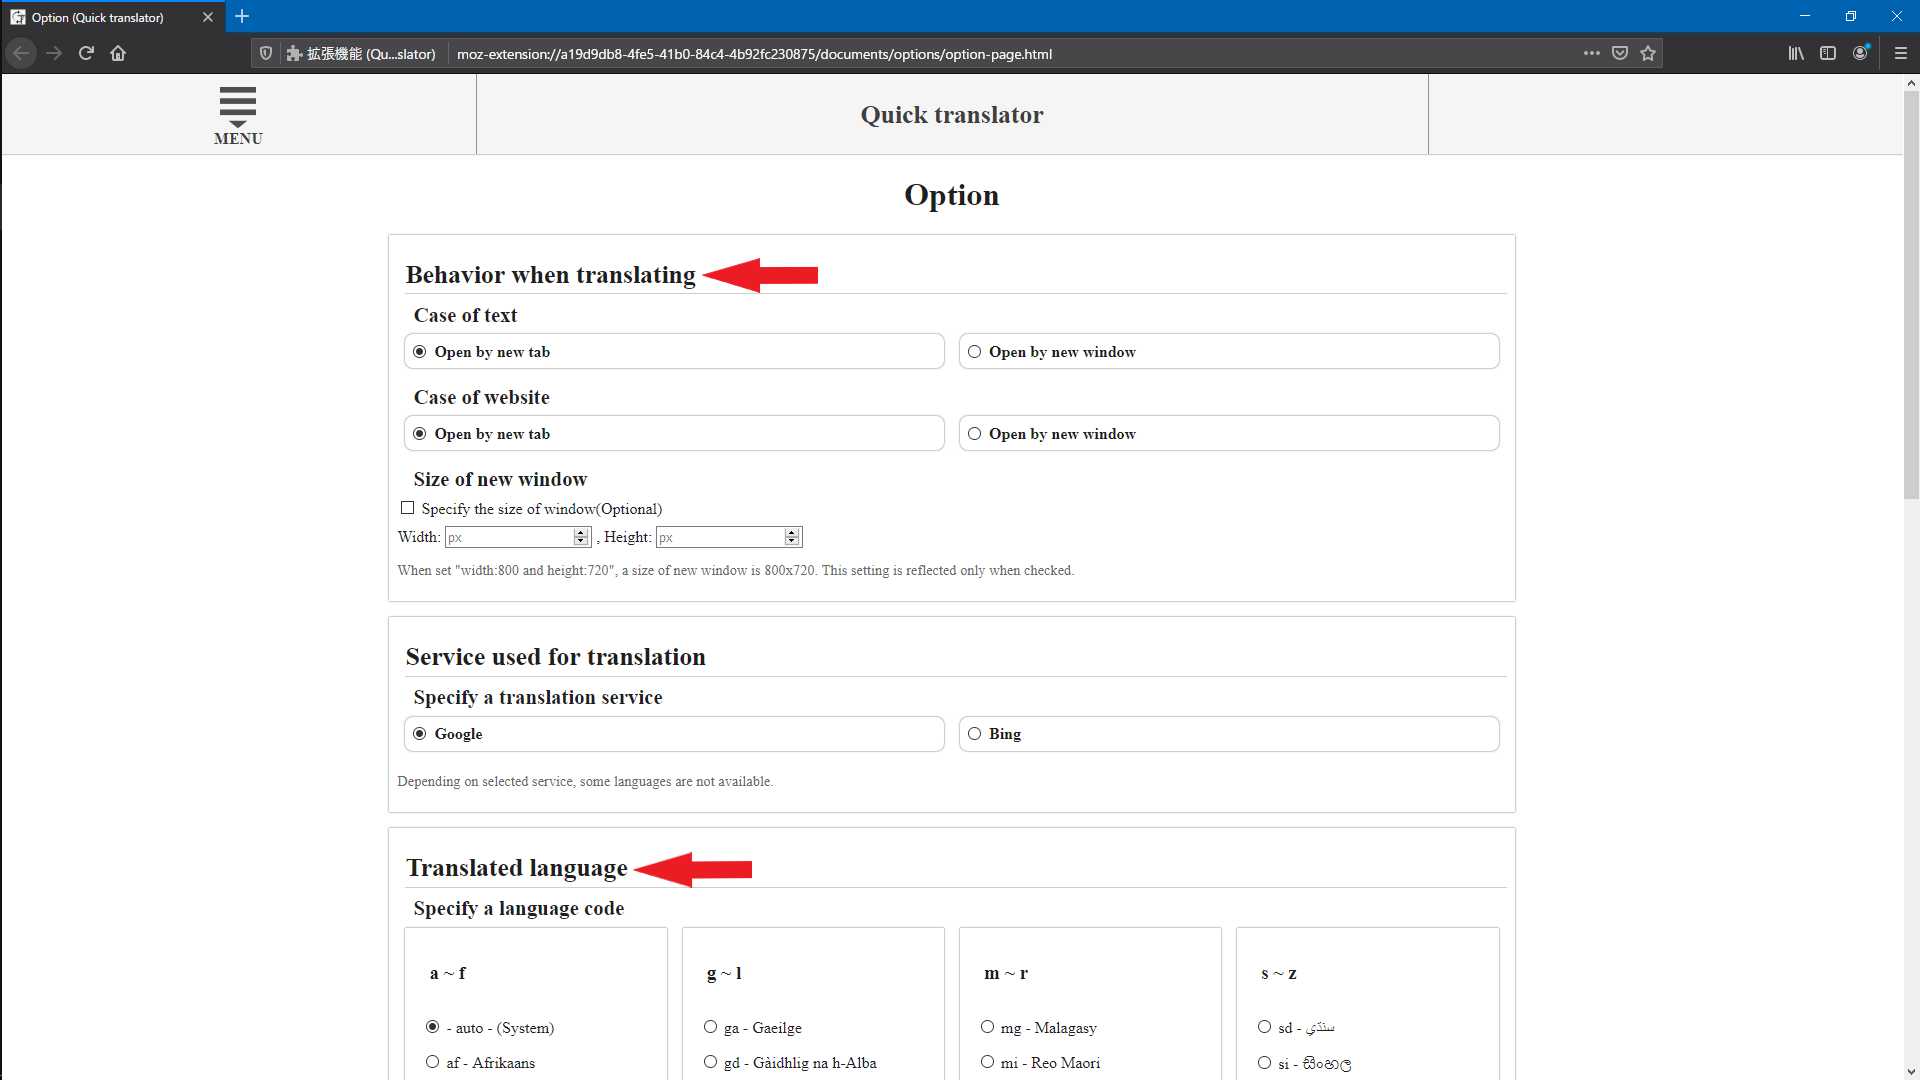 Option (Quick translator)
拡張機能 (Qu...slator)
moz-extension://a19d9db8-4fe5-41b0-84c4-4b92fc230875/documents/options/option-page.html
MENU
Quick translator
Option
Behavior when translating
Case of text
Open by new tab
Open by new window
Case of website
Open by new tab
Open by new window
Size of new window
Specify the size of window(Optional)
Width: px , Height: px
When set "width:800 and height:720", a size of new window is 800x720. This setting is reflected only when checked.
Service used for translation
Specify a translation service
Google
Bing
Depending on selected service, some languages are not available.
Translated language
Specify a language code
a ~ f
g ~ l
m ~ r
s ~ z
- auto - (System)
ga - Gaeilge
mg - Malagasy
sd - سنڌي
af - Afrikaans
gd - Gàidhlig na h-Alba
mi - Reo Maori
si - සිංහල